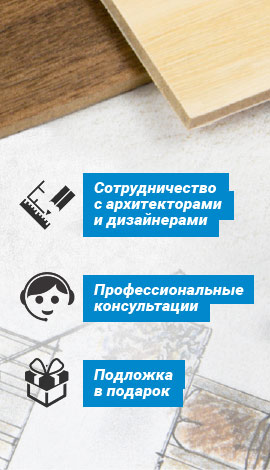 Сотрудничество
с архитекторами
и дизайнерами
Профессиональные
консультации
Подложка
в подарок